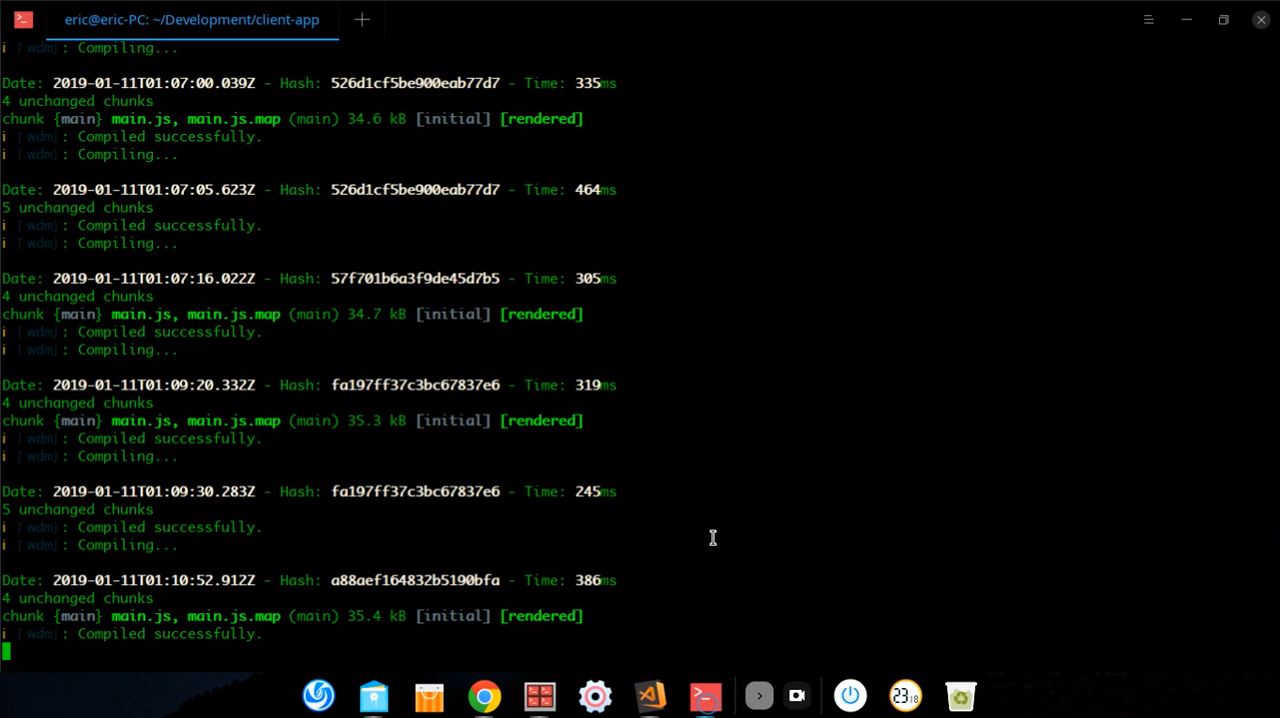 eric@eric-PC: ~/Development/client-app
i ｢wdm｣: Compiling...
Date: 2019-01-11T01:07:00.039Z - Hash: 526d1cf5be900eab77d7 - Time: 335ms
4 unchanged chunks
chunk {main} main.js, main.js.map (main) 34.6 kB [initial] [rendered]
i ｢wdm｣: Compiled successfully.
i ｢wdm｣: Compiling...
Date: 2019-01-11T01:07:05.623Z - Hash: 526d1cf5be900eab77d7 - Time: 464ms
5 unchanged chunks
i ｢wdm｣: Compiled successfully.
i ｢wdm｣: Compiling...
Date: 2019-01-11T01:07:16.022Z - Hash: 57f701b6a3f9de45d7b5 - Time: 305ms
4 unchanged chunks
chunk {main} main.js, main.js.map (main) 34.7 kB [initial] [rendered]
i ｢wdm｣: Compiled successfully.
i ｢wdm｣: Compiling...
Date: 2019-01-11T01:09:20.332Z - Hash: fa197ff37c3bc67837e6 - Time: 319ms
4 unchanged chunks
chunk {main} main.js, main.js.map (main) 35.3 kB [initial] [rendered]
i ｢wdm｣: Compiled successfully.
i ｢wdm｣: Compiling...
Date: 2019-01-11T01:09:30.283Z - Hash: fa197ff37c3bc67837e6 - Time: 245ms
5 unchanged chunks
i ｢wdm｣: Compiled successfully.
i ｢wdm｣: Compiling...
Date: 2019-01-11T01:10:52.912Z - Hash: a88aef164832b5190bfa - Time: 386ms
4 unchanged chunks
chunk {main} main.js, main.js.map (main) 35.4 kB [initial] [rendered]
i ｢wdm｣: Compiled successfully.
23:18